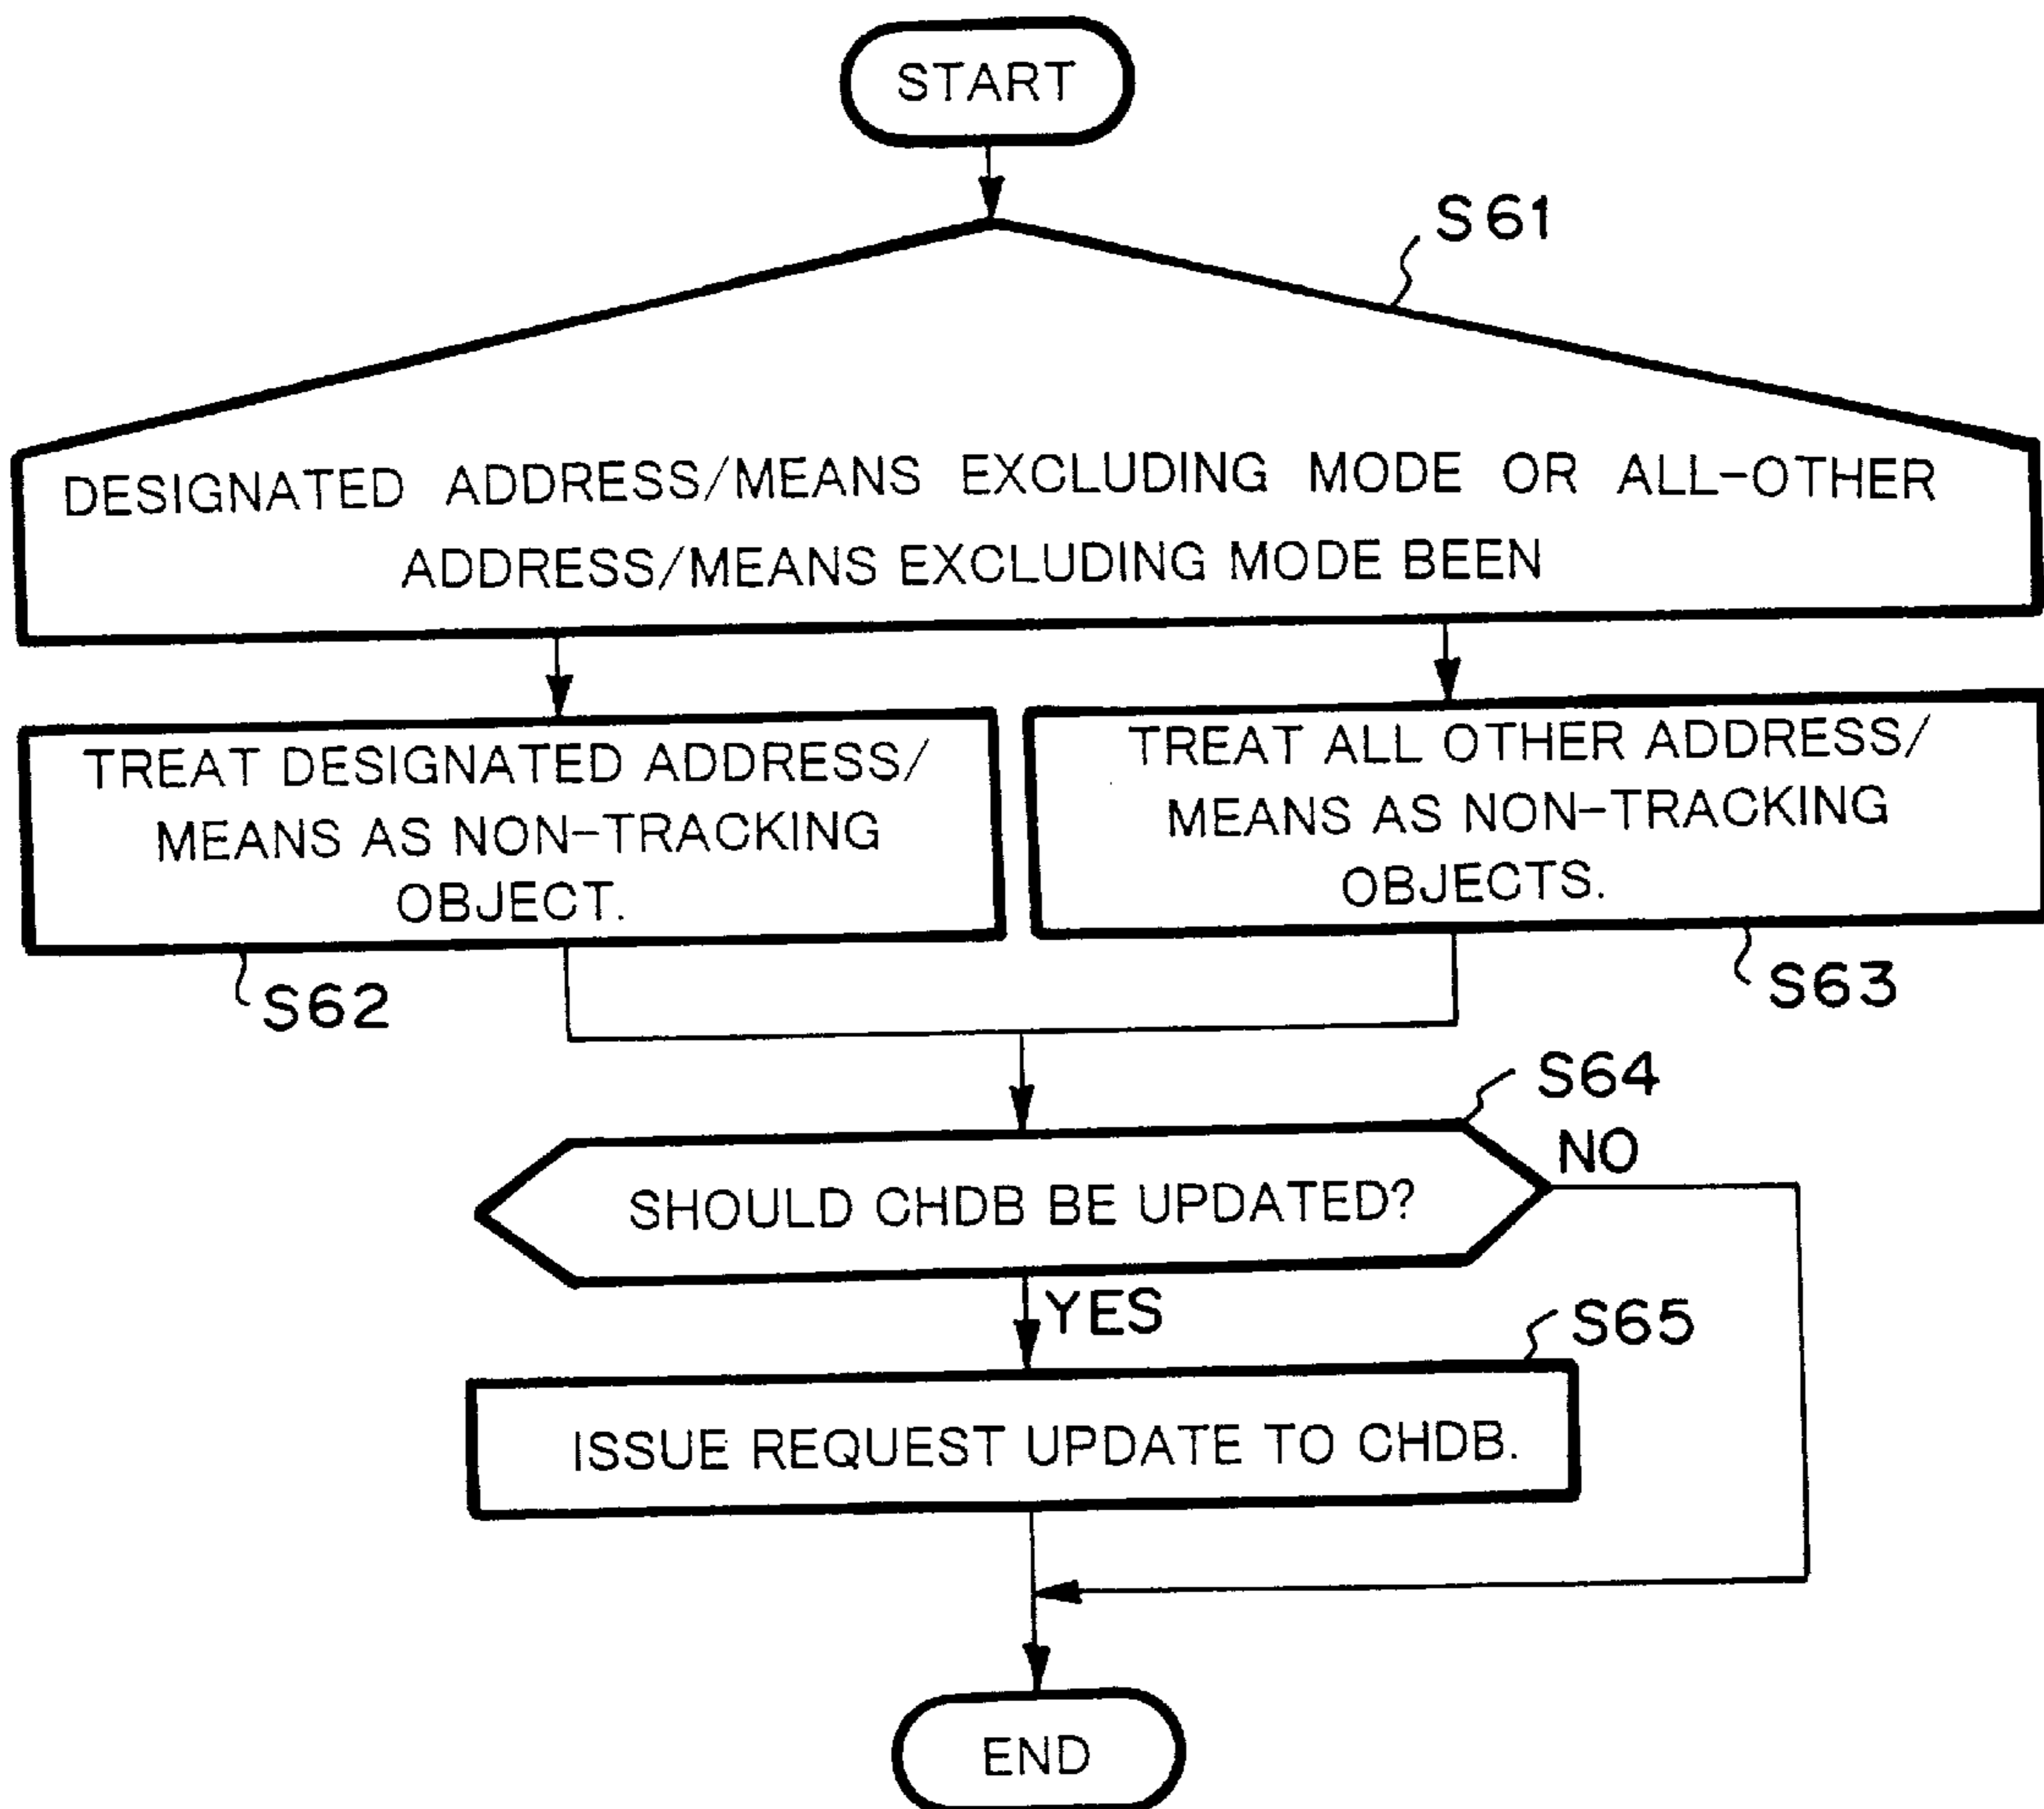 START
S61
DESIGNATED ADDRESS/MEANS EXCLUDING MODE OR ALL-OTHER
ADDRESS/MEANS EXCLUDING MODE BEEN
TREAT DESIGNATED ADDRESS/
MEANS AS NON-TRACKING
OBJECT.
S62
TREAT ALL OTHER ADDRESS/
MEANS AS NON-TRACKING
OBJECTS.
S63
S64
NO
SHOULD CHDB BE UPDATED?
YES
S65
ISSUE REQUEST UPDATE TO CHDB.
END